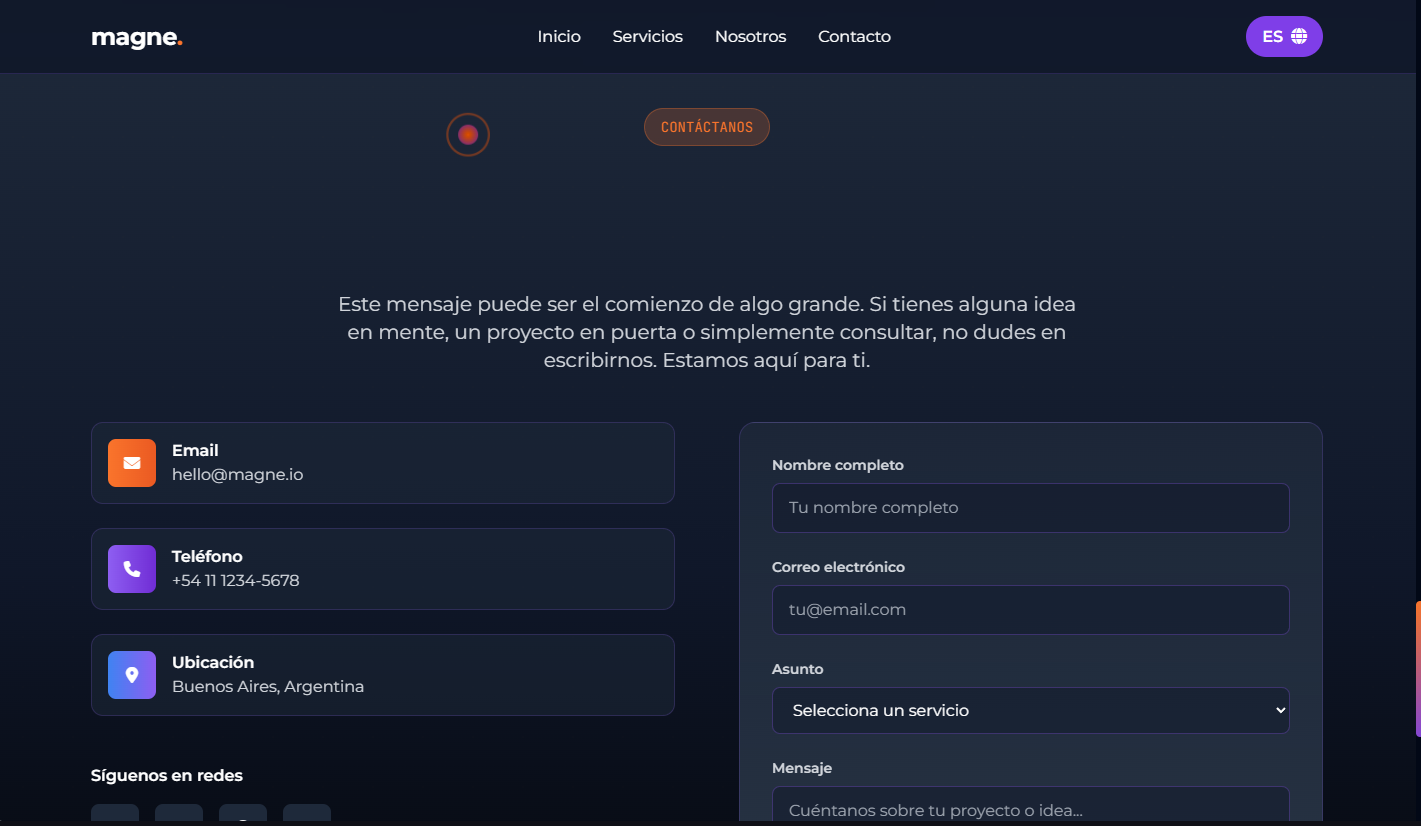 magne.
Inicio
Servicios
Nosotros
Contacto
ES
CONTÁCTANOS
Este mensaje puede ser el comienzo de algo grande. Si tienes alguna idea
en mente, un proyecto en puerta o simplemente consultar, no dudes en
escribirnos. Estamos aquí para ti.
Email
hello@magne.io
Teléfono
+54 11 1234-5678
Ubicación
Buenos Aires, Argentina
Síguenos en redes
Nombre completo
Tu nombre completo
Correo electrónico
tu@email.com
Asunto
Selecciona un servicio
Mensaje
Cuéntanos sobre tu proyecto o idea...